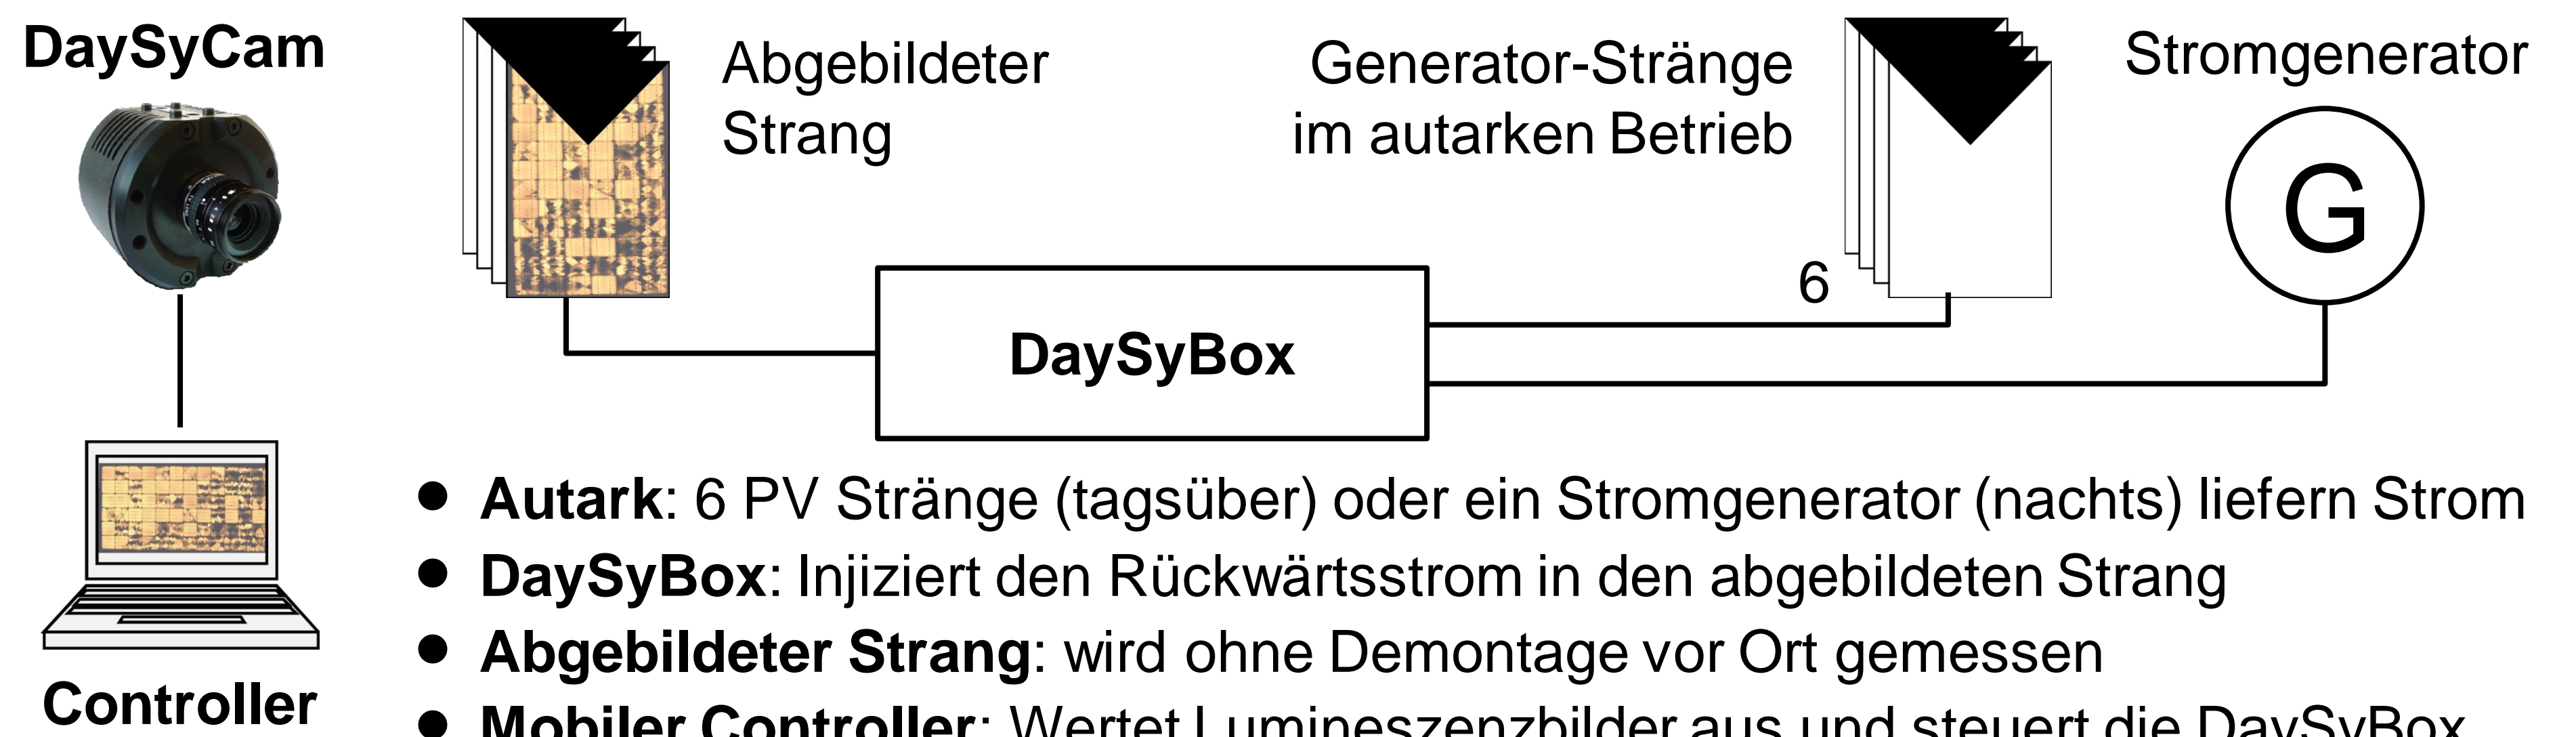 DaySyCam
Abgebildeter
Strang
Generator-Stränge
im autarken Betrieb
Stromgenerator
G
6
DaySyBox
Controller
● Autark: 6 PV Stränge (tagsüber) oder ein Stromgenerator (nachts) liefern Strom
● DaySyBox: Injiziert den Rückwärtsstrom in den abgebildeten Strang
● Abgebildeter Strang: wird ohne Demontage vor Ort gemessen
● Mobiler Controller: Wertet Lumineszenzbilder aus und steuert die DaySyBox